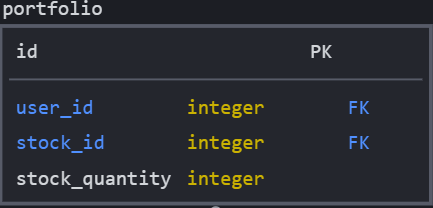 portfolio
id PK
user_id integer FK
stock_id integer FK
stock_quantity integer